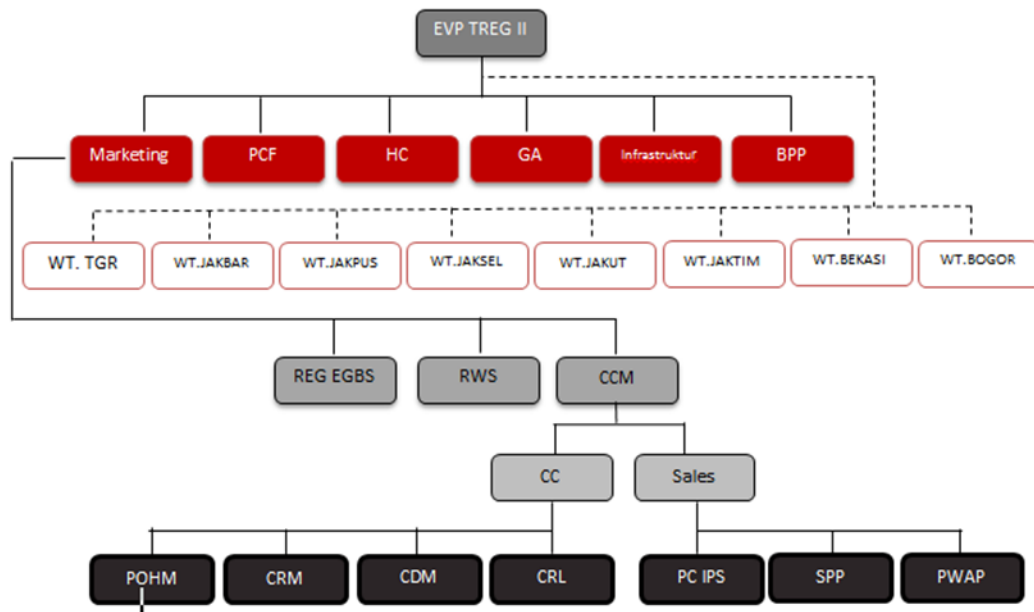 EVP TREG II
Marketing
PCF
HC
GA
Infrastruktur
BPP
WT. TGR
WT.JAKBAR
WT.JAKPUS
WT.JAKSEL
WT.JAKUT
WT.JAKTIM
WT.BEKASI
WT.BOGOR
REG EGBS
RWS
CCM
CC
Sales
POHM
CRM
CDM
CRL
PC IPS
SPP
PWAP